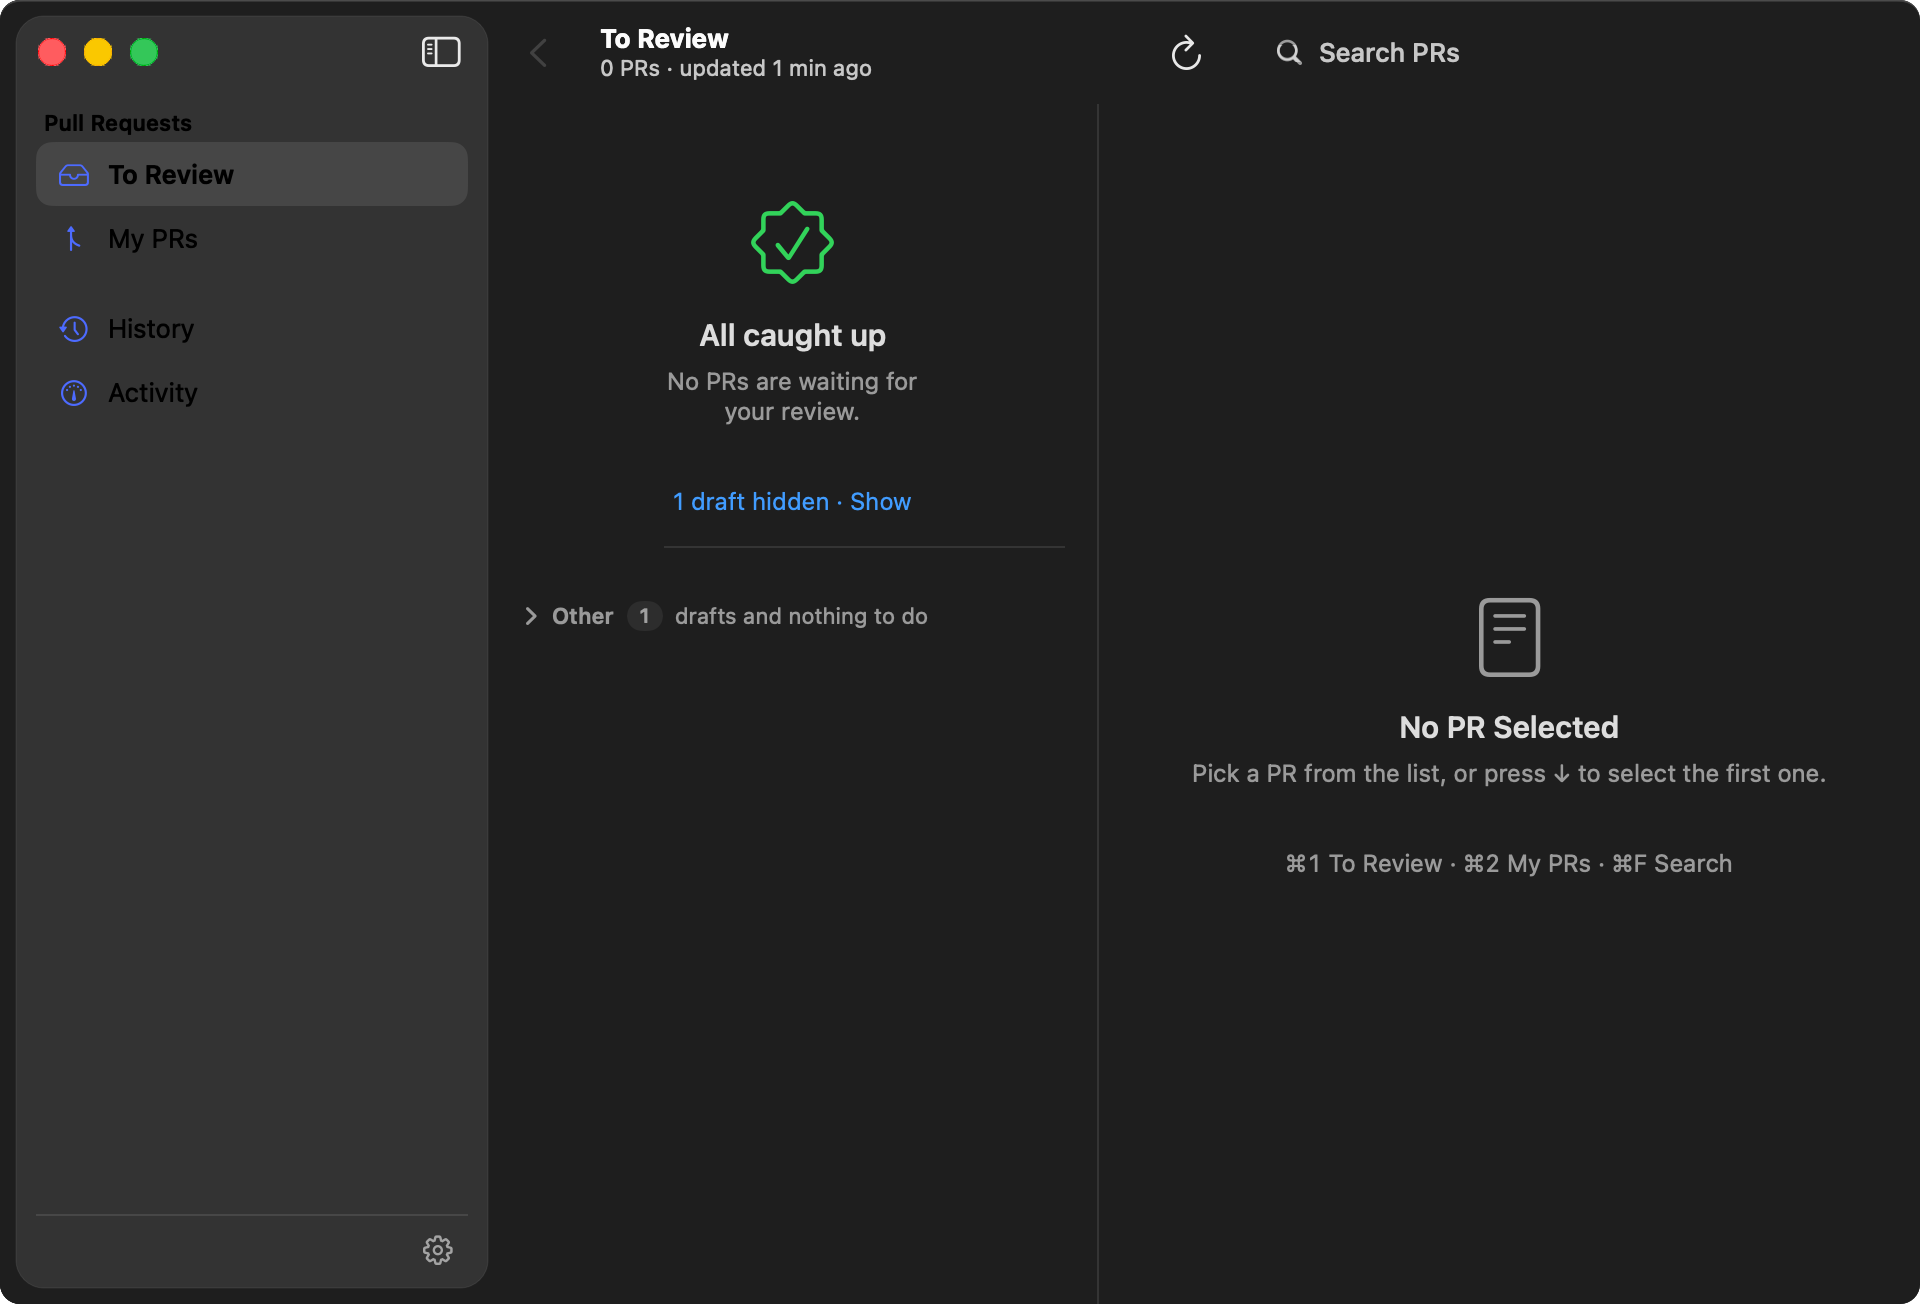 To Review
0 PRs · updated 1 min ago
Search PRs
Pull Requests
To Review
My PRs
History
Activity
All caught up
No PRs are waiting for
your review.
1 draft hidden · Show
Other 1 drafts and nothing to do
No PR Selected
Pick a PR from the list, or press ↓ to select the first one.
⌘1 To Review · ⌘2 My PRs · ⌘F Search